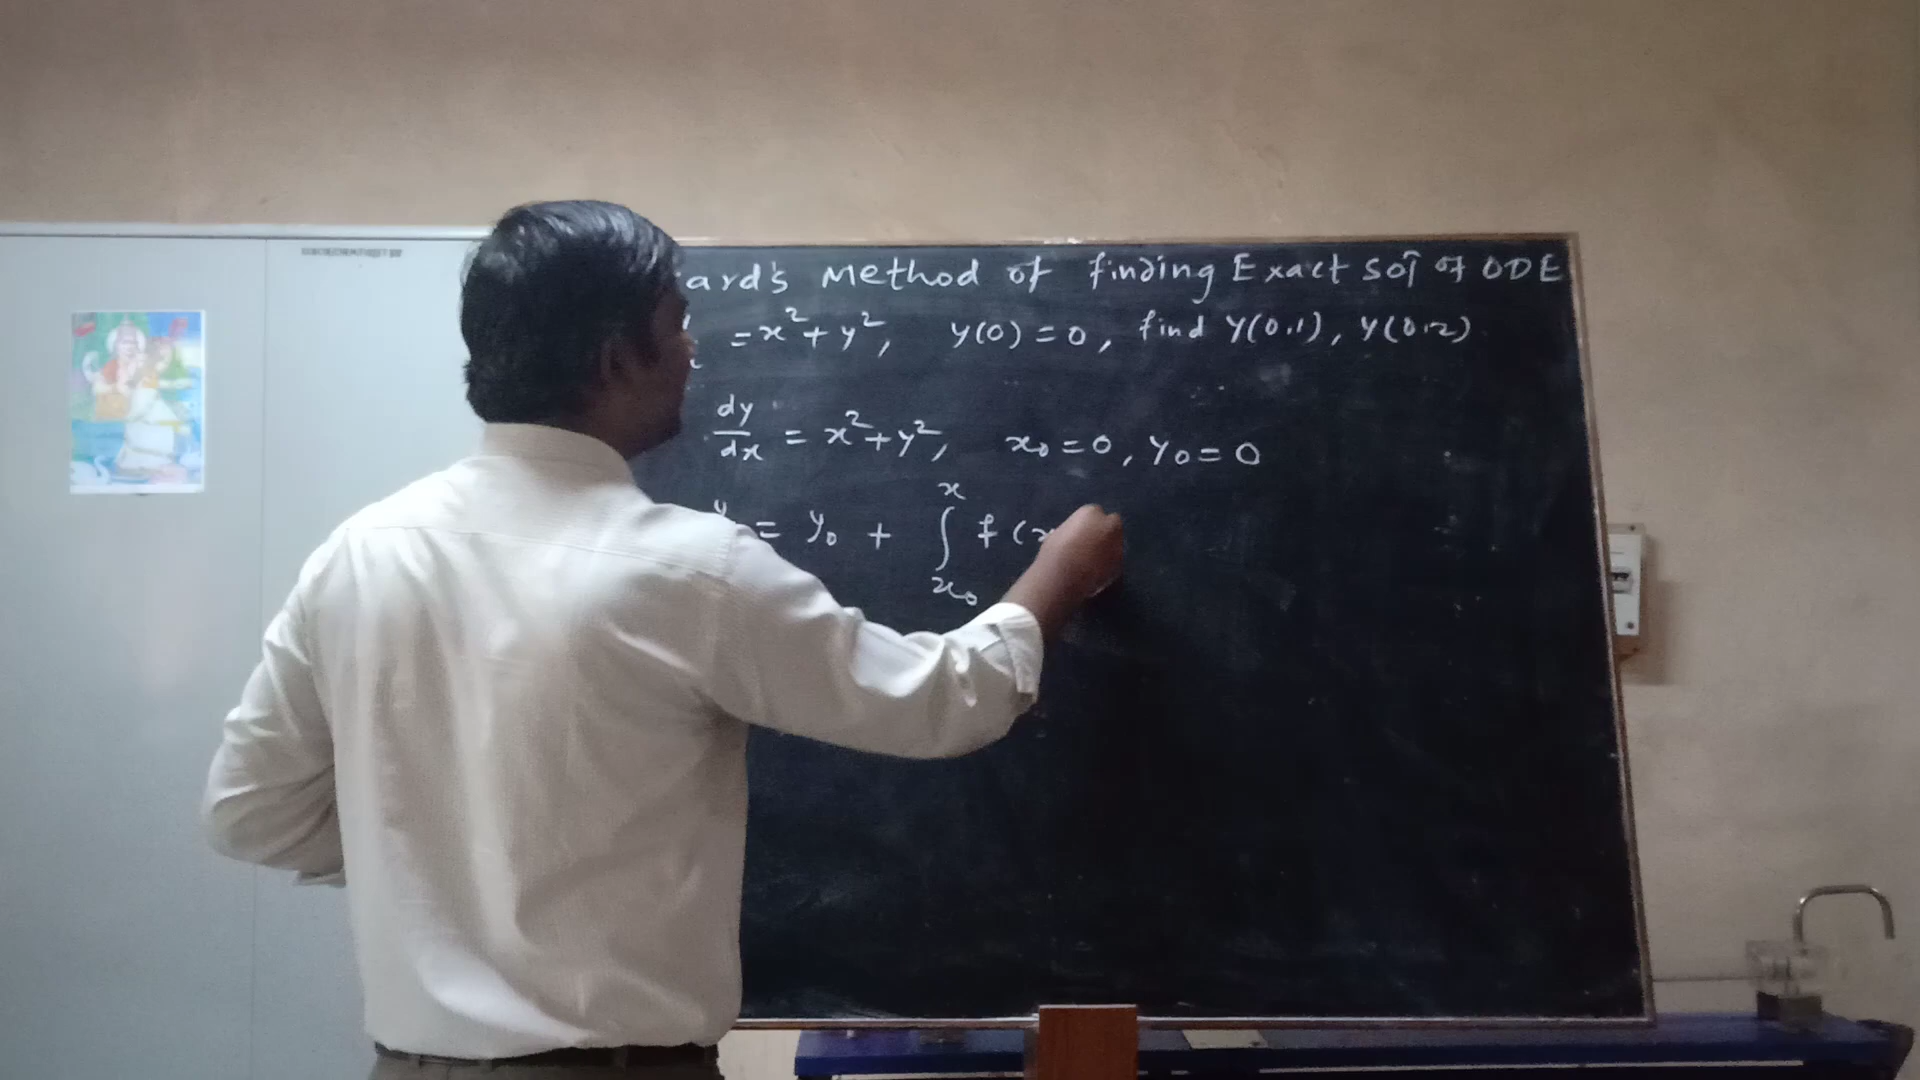 ard's Method of finding Exact sol̂ of ODE
= x² + y², y(0) = 0, find y(0.1), y(0.2).
dy/dx = x² + y², x₀ = 0, y₀ = 0
y = y₀ + ∫ₓ₀ˣ f(x